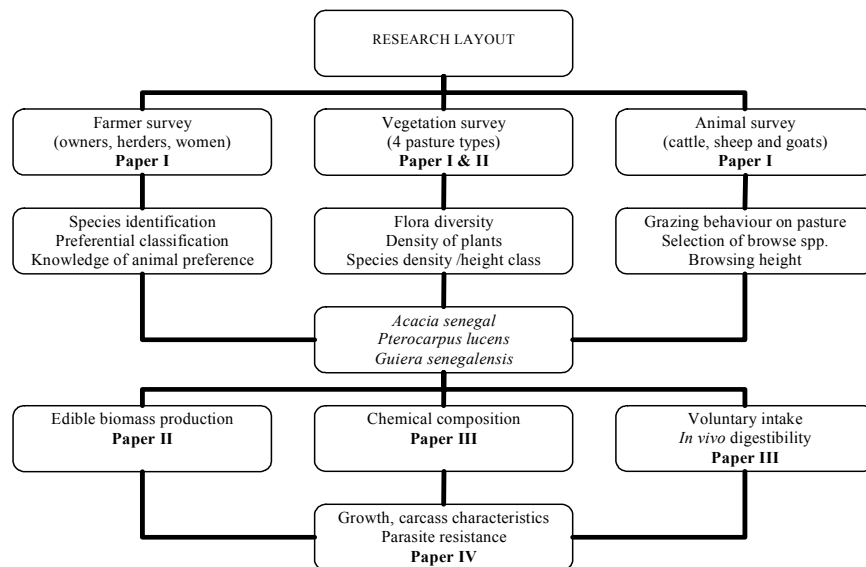 RESEARCH LAYOUT
Farmer survey
(owners, herders, women)
Paper I
Vegetation survey
(4 pasture types)
Paper I & II
Animal survey
(cattle, sheep and goats)
Paper I
Species identification
Preferential classification
Knowledge of animal preference
Flora diversity
Density of plants
Species density /height class
Grazing behaviour on pasture
Selection of browse spp.
Browsing height
Acacia senegal
Pterocarpus lucens
Guiera senegalensis
Edible biomass production
Paper II
Chemical composition
Paper III
Voluntary intake
In vivo digestibility
Paper III
Growth, carcass characteristics
Parasite resistance
Paper IV